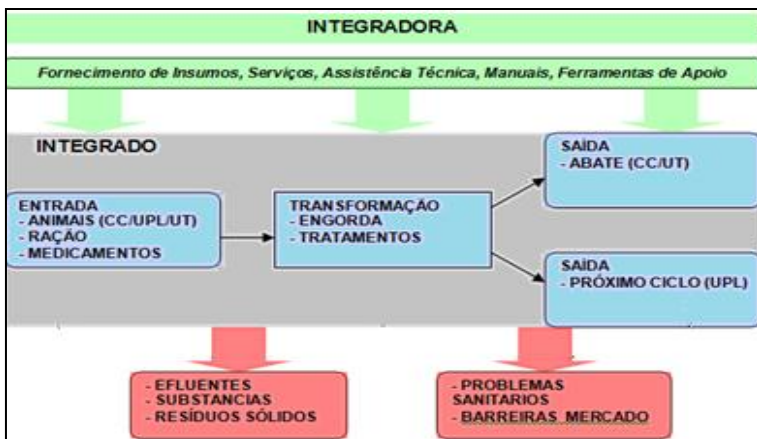 INTEGRADORA
Fornecimento de Insumos, Serviços, Assistência Técnica, Manuais, Ferramentas de Apoio
INTEGRADO
ENTRADA
- ANIMAIS (CC/UPL/UT)
- RAÇÃO
- MEDICAMENTOS
TRANSFORMAÇÃO
- ENGORDA
- TRATAMENTOS
SAÍDA
- ABATE (CC/UT)
SAÍDA
- PRÓXIMO CICLO (UPL)
- EFLUENTES
- SUBSTANCIAS
- RESÍDUOS SÓLIDOS
- PROBLEMAS
SANITARIOS
- BARREIRAS MERCADO